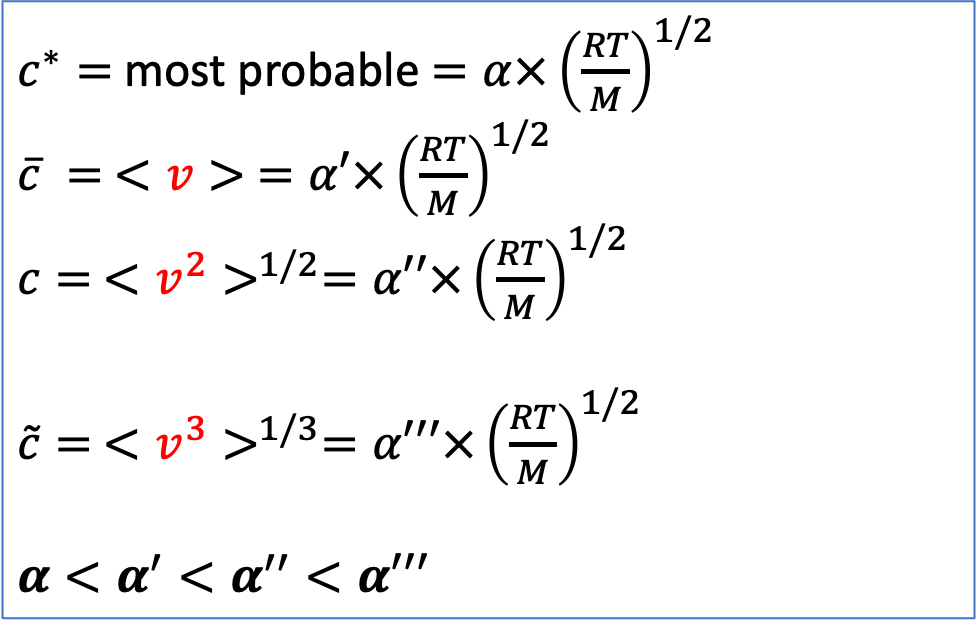 c* = most probable = α×(RT/M)^1/2
c̄ = < v > = α′×(RT/M)^1/2
c = < v² >^1/2 = α′′×(RT/M)^1/2
c̃ = < v³ >^1/3 = α′′′×(RT/M)^1/2
α < α′ < α′′ < α′′′